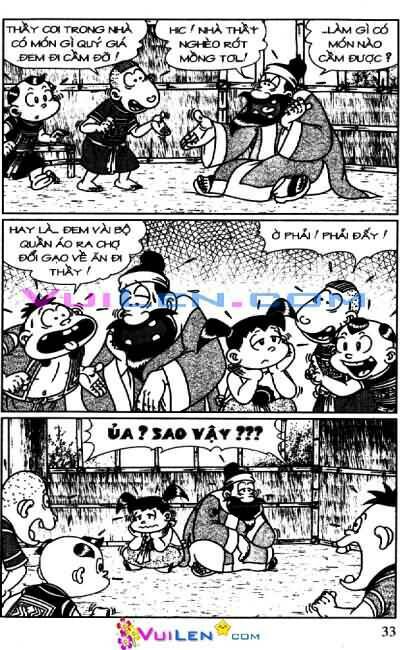 THẦY COI TRONG NHÀ
CÓ MÓN GÌ QUÝ GIÁ
ĐEM ĐI CẦM ĐỠ!
HIC! NHÀ THẦY
NGHÈO RỚT
MỒNG TƠI!
...LÀM GÌ CÓ
MÓN NÀO
CẦM ĐƯỢC?
HAY LÀ... ĐEM VÀI BỘ
QUẦN ÁO RA CHỢ
ĐỔI GẠO VỀ ĂN ĐI
THẦY!
Ờ PHẢI! PHẢI ĐẤY!
VUILEN.COM
ỦA? SAO VẬY???
33
VUILEN.COM